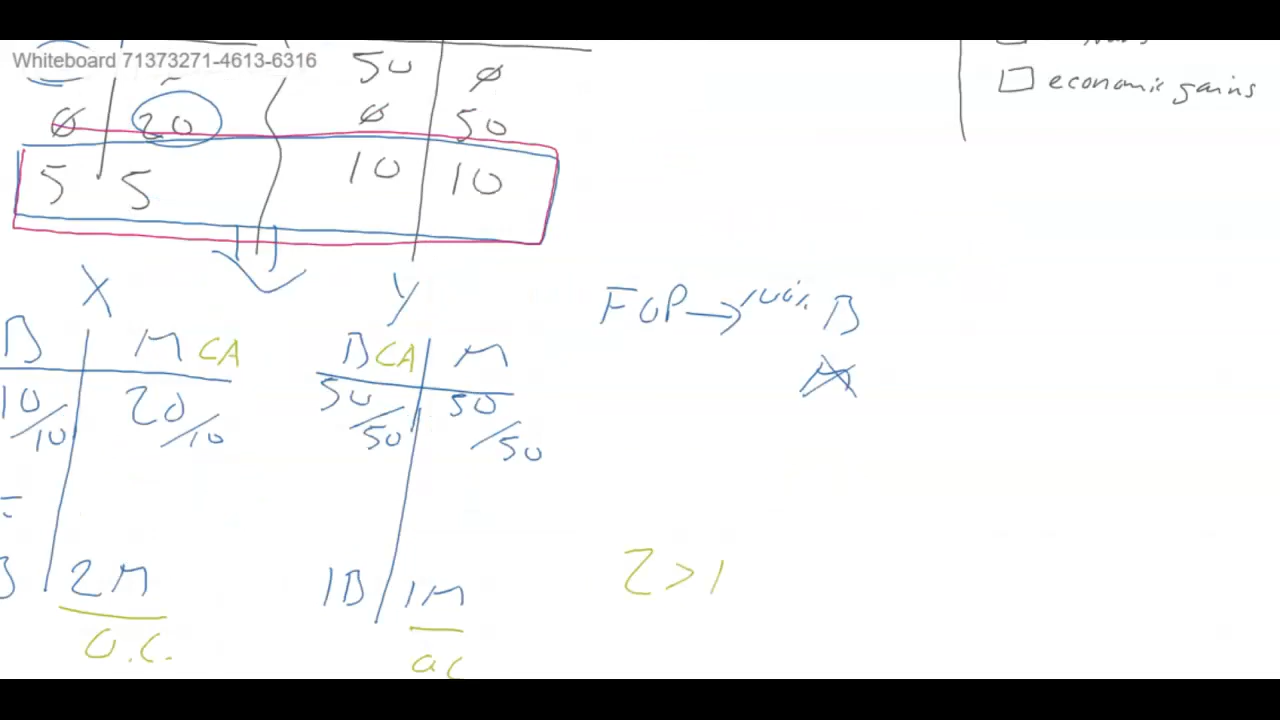 Whiteboard 71373271-4613-6316
50 ∅
economic gains
∅ 20 ∅ 50
5 5 10 10
X Y
FOP → 100% B
B M CA B CA M
M
10/10 20/10 50/50 50/50
2M 1B 1M
2 > 1
O.C. O.C